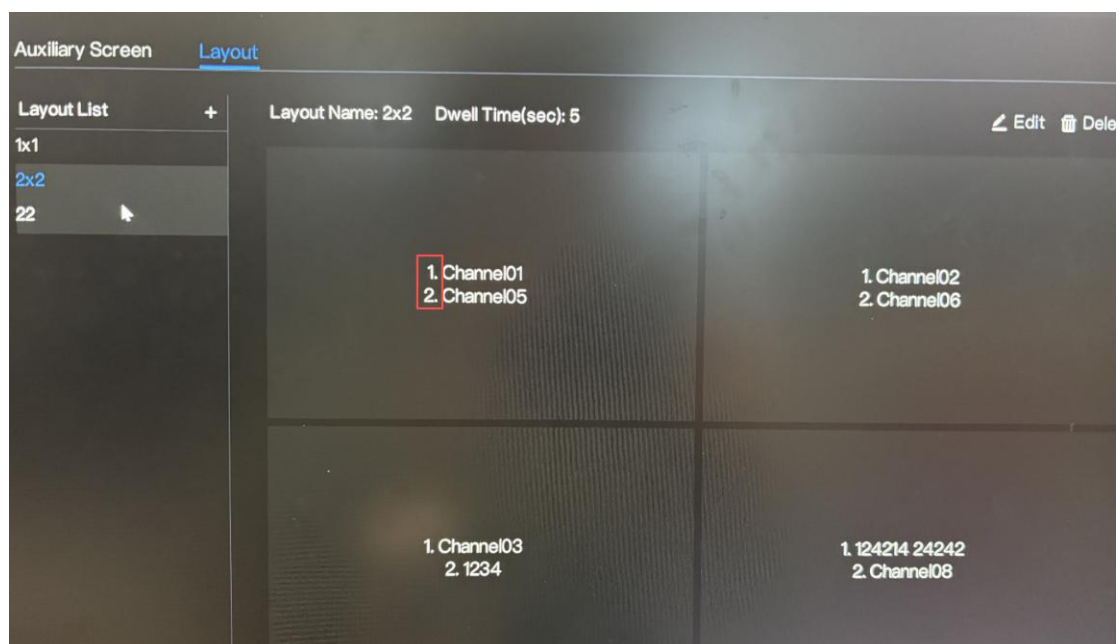 Auxiliary Screen Layout
Layout List +
Layout Name: 2x2 Dwell Time(sec): 5
Edit Dele
1x1
2x2
22
1. Channel01
2. Channel05
1. Channel02
2. Channel06
1. Channel03
2. 1234
1. 124214 24242
2. Channel08